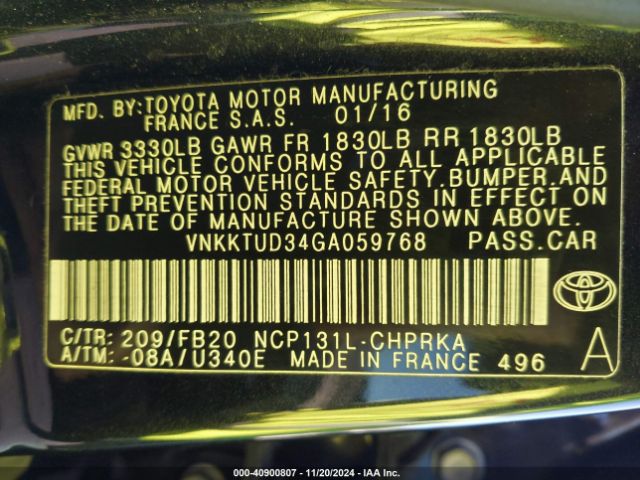 MFD. BY:TOYOTA MOTOR MANUFACTURING
FRANCE S.A.S. 01/16
GVWR 3330LB GAWR FR 1830LB RR 1830LB
THIS VEHICLE CONFORMS TO ALL APPLICABLE
FEDERAL MOTOR VEHICLE SAFETY,BUMPER,AND
THEFT PREVENTION STANDARDS IN EFFECT ON
THE DATE OF MANUFACTURE SHOWN ABOVE.
VNKKTUD34GA059768 PASS.CAR
C/TR: 209/FB20 NCP131L-CHPRKA
A/TM: -08A/U340E MADE IN FRANCE 496 A
000-40900807 - 11/20/2024 - IAA Inc.